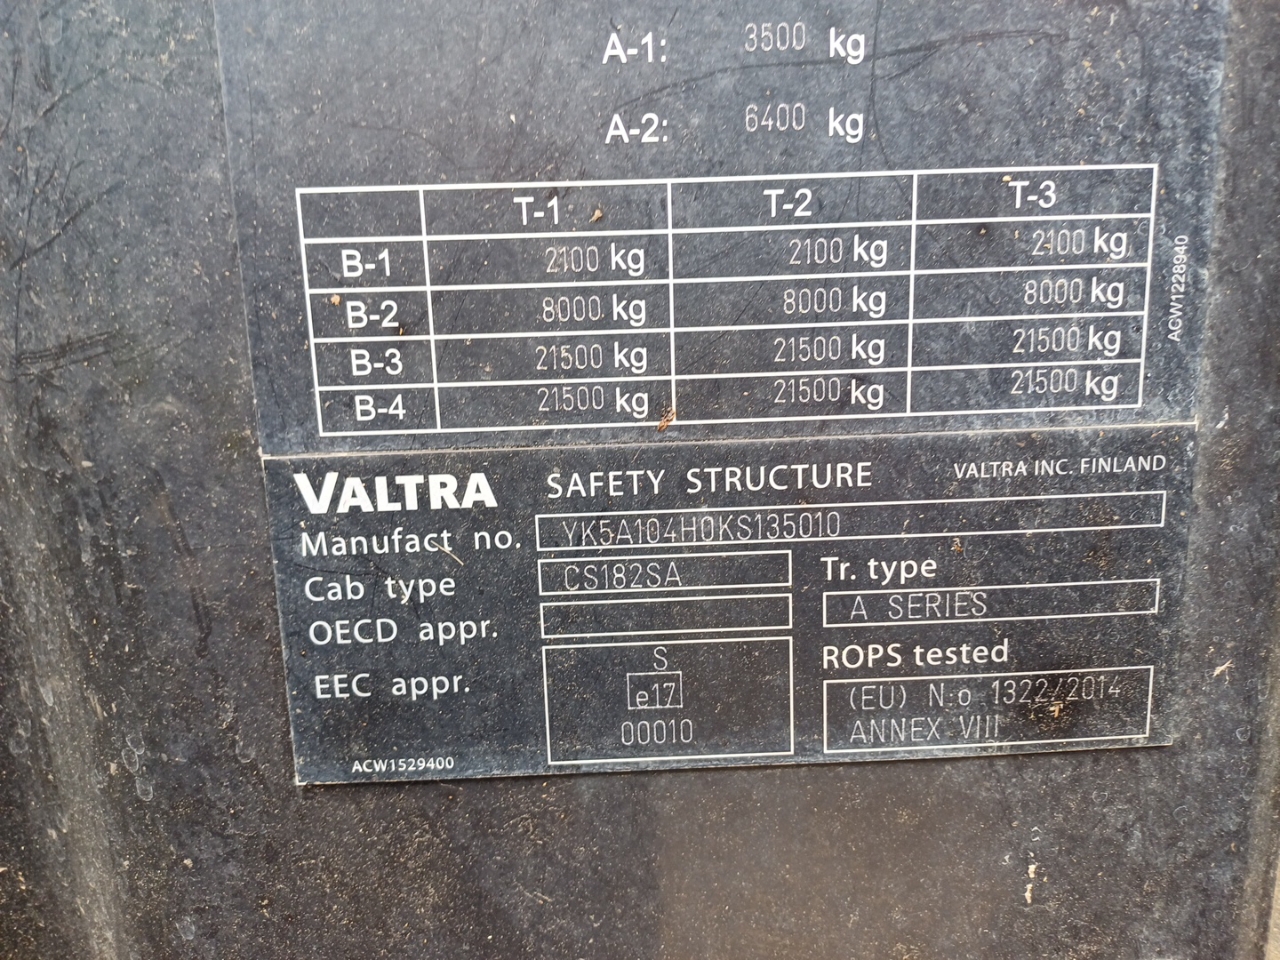 A-1: 3500 kg
A-2: 6400 kg
T-1 T-2 T-3
B-1 2100 kg 2100 kg 2100 kg
B-2 8000 kg 8000 kg 8000 kg
B-3 21500 kg 21500 kg 21500 kg
B-4 21500 kg 21500 kg 21500 kg
ACW1228940
VALTRA SAFETY STRUCTURE VALTRA INC. FINLAND
Manufact no. YK5A104H0KS135010
Cab type CS182SA Tr. type
OECD appr. A SERIES
EEC appr. S ROPS tested
e17 (EU) No 1322/2014
00010 ANNEX VIII
ACW1529400